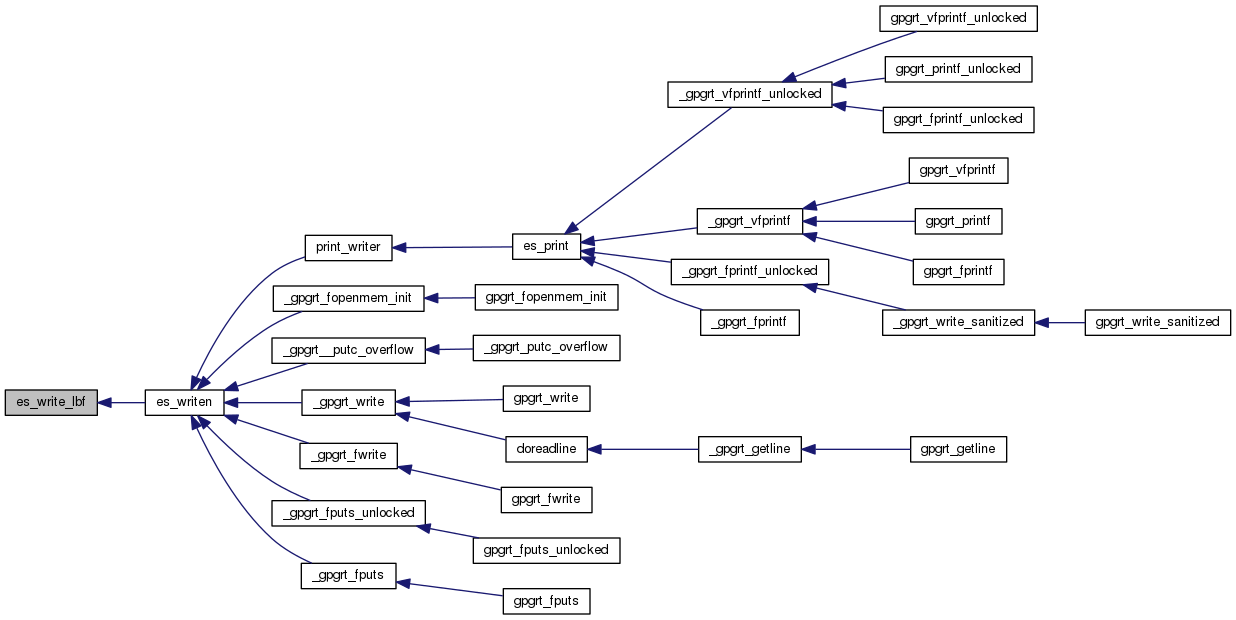 gpgrt_vfprintf_unlocked
gpgrt_printf_unlocked
_gpgrt_vfprintf_unlocked
gpgrt_fprintf_unlocked
gpgrt_vfprintf
_gpgrt_vfprintf
gpgrt_printf
print_writer
es_print
gpgrt_fprintf
_gpgrt_fprintf_unlocked
_gpgrt_fopenmem_init
gpgrt_fopenmem_init
_gpgrt_fprintf
_gpgrt_write_sanitized
gpgrt_write_sanitized
_gpgrt__putc_overflow
_gpgrt_putc_overflow
es_write_lbf
es_writen
_gpgrt_write
gpgrt_write
doreadline
_gpgrt_getline
gpgrt_getline
_gpgrt_fwrite
gpgrt_fwrite
_gpgrt_fputs_unlocked
gpgrt_fputs_unlocked
_gpgrt_fputs
gpgrt_fputs